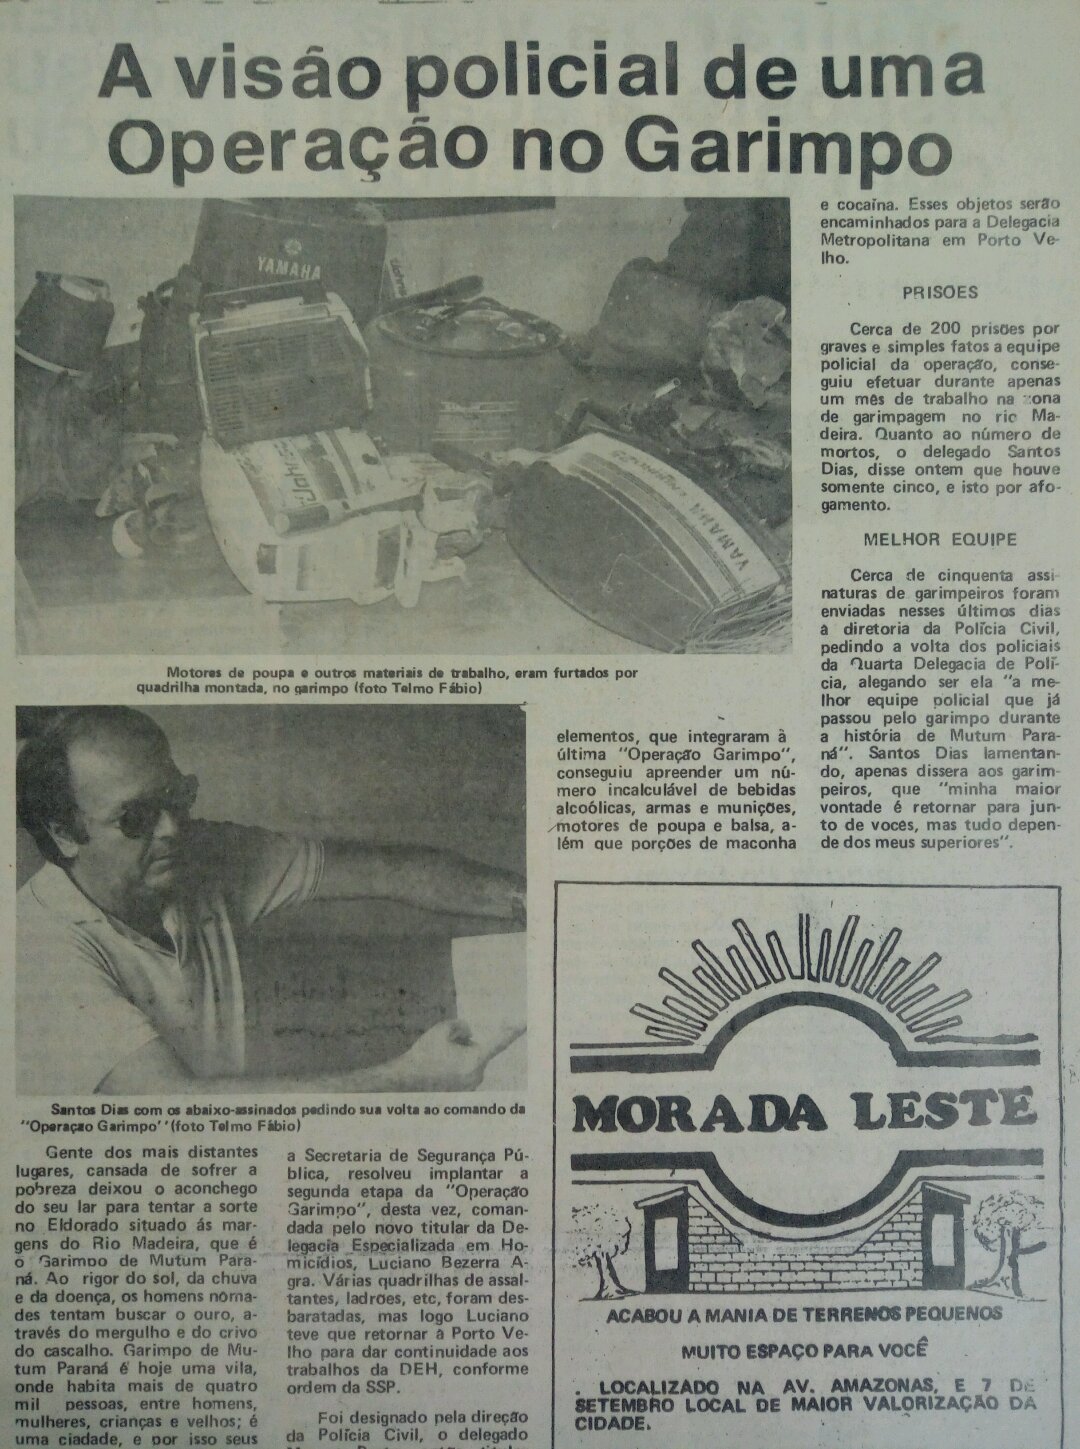 A visão policial de uma
Operação no Garimpo
YAMAHA
Johnson
YAMAHA
Motores de poupa e outros materiais de trabalho, eram furtados por
quadrilha montada, no garimpo (foto Telmo Fábio)
Santos Dias com os abaixo-assinados pedindo sua volta ao comando da
"Operaçao Garimpo" (foto Telmo Fábio)
Gente dos mais distantes
lugares, cansada de sofrer a
pobreza deixou o aconchego
do seu lar para tentar a sorte
no Eldorado situado ás mar-
gens do Rio Madeira, que é
o Garimpo de Mutum Para-
ná. Ao rigor do sol, da chuva
e da doença, os homens nôma-
des tentam buscar o ouro, a-
través do mergulho e do crivo
do cascalho. Garimpo de Mu-
tum Paraná é hoje uma vila,
onde habita mais de quatro
mil pessoas, entre homens,
mulheres, crianças e velhos; é
uma ciadade, e por isso seus
a Secretaria de Segurança Pú-
blica, resolveu implantar a
segunda etapa da "Operação
Garimpo", desta vez, coman-
dada pelo novo titular da De-
legacia Especializada em Ho-
micídios, Luciano Bezerra A-
gra. Várias quadrilhas de assal-
tantes, ladrões, etc, foram des-
baratadas, mas logo Luciano
teve que retornar à Porto Ve-
lho para dar continuidade aos
trabalhos da DEH, conforme
ordem da SSP.
Foi designado pela direção
da Polícia Civil, o delegado
elementos, que integraram à
última "Operação Garimpo",
conseguiu apreender um nú-
mero incalculável de bebidas
alcoólicas, armas e munições,
motores de poupa e balsa, a-
lém que porções de maconha
e cocaína. Esses objetos serão
encaminhados para a Delegacia
Metropolitana em Porto Ve-
lho.
PRISOES
Cerca de 200 prisões por
graves e simples fatos a equipe
policial da operação, conse-
guiu efetuar durante apenas
um mês de trabalho na zona
de garimpagem no rio Ma-
deira. Quanto ao número de
mortos, o delegado Santos
Dias, disse ontem que houve
somente cinco, e isto por afo-
gamento.
MELHOR EQUIPE
Cerca de cinquenta assi-
naturas de garimpeiros foram
enviadas nesses últimos dias
à diretoria da Polícia Civil,
pedindo a volta dos policiais
da Quarta Delegacia de Polí-
cia, alegando ser ela "a me-
lhor equipe policial que já
passou pelo garimpo durante
a história de Mutum Para-
ná". Santos Dias lamentan-
do, apenas dissera aos garim-
peiros, que "minha maior
vontade é retornar para jun-
to de voces, mas tudo depen-
de dos meus superiores".
MORADA LESTE
ACABOU A MANIA DE TERRENOS PEQUENOS
MUITO ESPAÇO PARA VOCÊ
. LOCALIZADO NA AV. AMAZONAS, E 7 DE
SETEMBRO LOCAL DE MAIOR VALORIZAÇÃO DA
CIDADE.